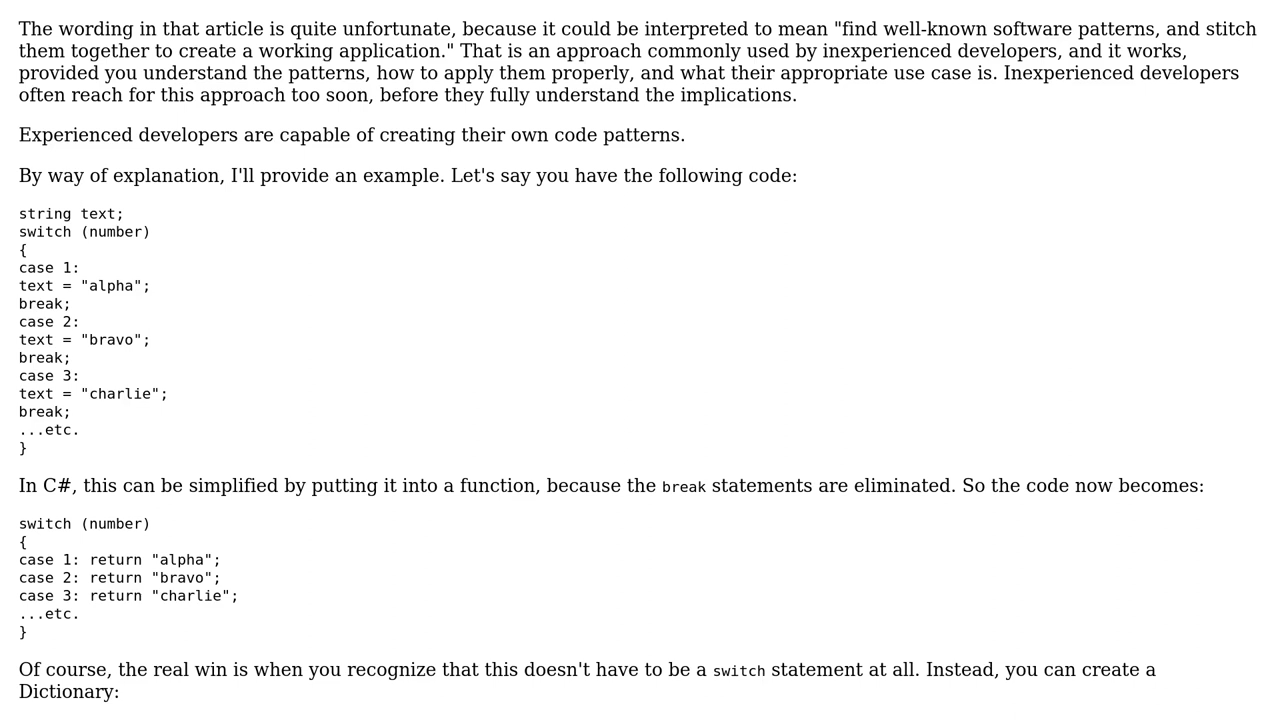 The wording in that article is quite unfortunate, because it could be interpreted to mean "find well-known software patterns, and stitch
them together to create a working application." That is an approach commonly used by inexperienced developers, and it works,
provided you understand the patterns, how to apply them properly, and what their appropriate use case is. Inexperienced developers
often reach for this approach too soon, before they fully understand the implications.
Experienced developers are capable of creating their own code patterns.
By way of explanation, I'll provide an example. Let's say you have the following code:
string text;
switch (number)
{
case 1:
text = "alpha";
break;
case 2:
text = "bravo";
break;
case 3:
text = "charlie";
break;
...etc.
}
In C#, this can be simplified by putting it into a function, because the break statements are eliminated. So the code now becomes:
switch (number)
{
case 1: return "alpha";
case 2: return "bravo";
case 3: return "charlie";
...etc.
}
Of course, the real win is when you recognize that this doesn't have to be a switch statement at all. Instead, you can create a
Dictionary: